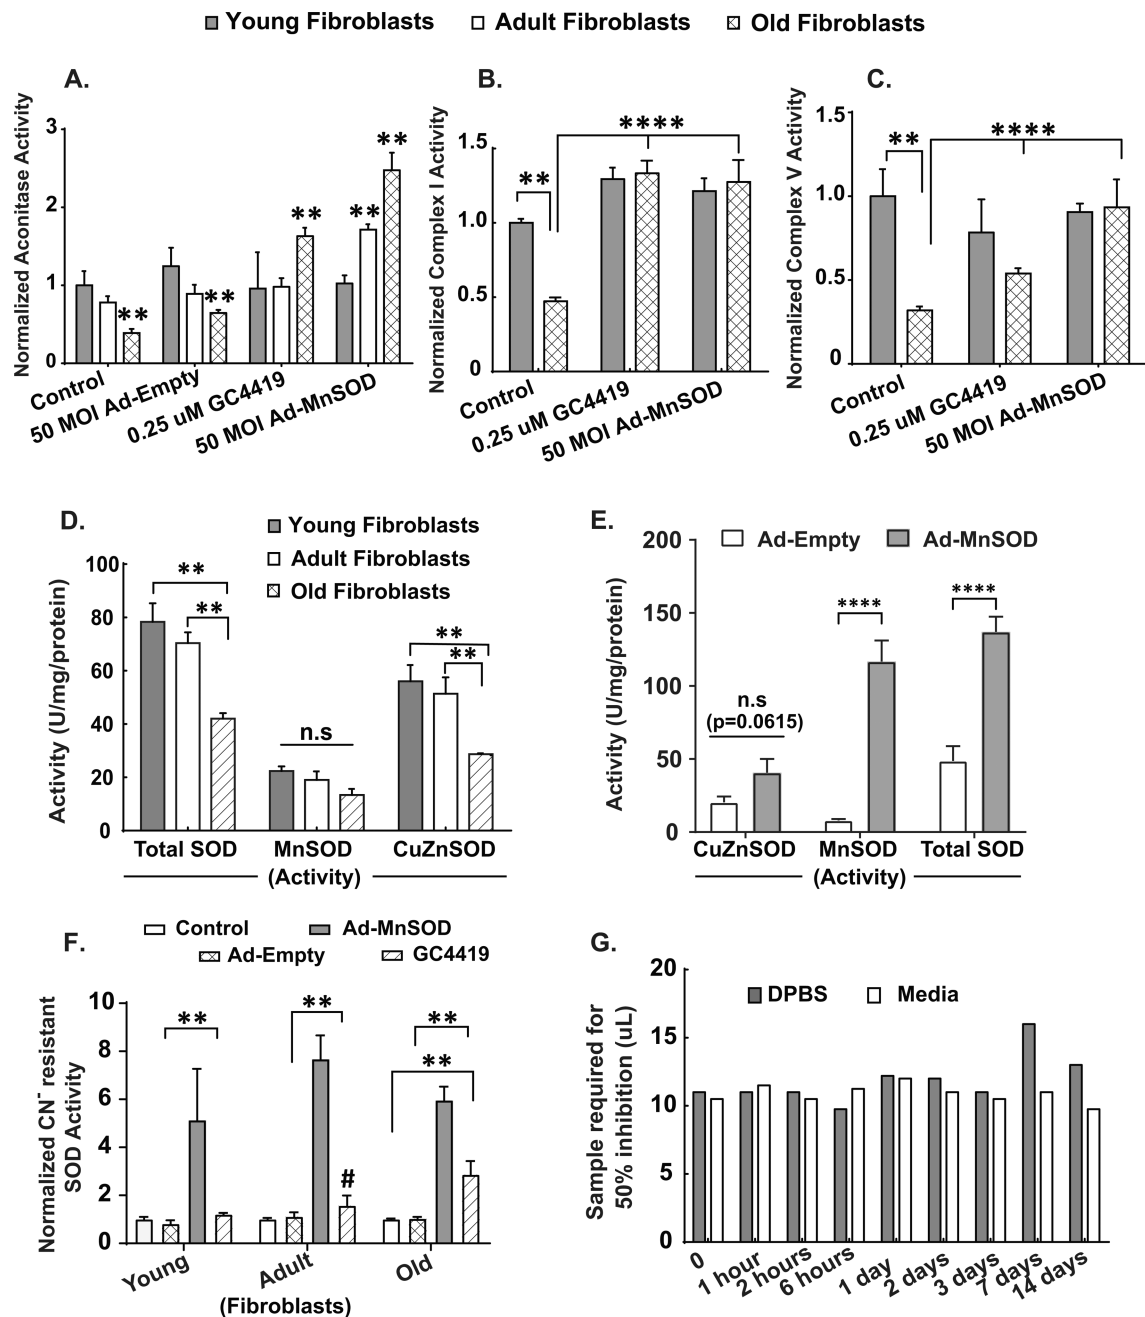 Young Fibroblasts Adult Fibroblasts Old Fibroblasts
A.
Normalized Aconitase Activity
3
2
1
0
** ** ** ** **
Control
50 MOI Ad-Empty
0.25 uM GC4419
50 MOI Ad-MnSOD
B.
Normalized Complex I Activity
1.5
1.0
0.5
0
** ****
Control
0.25 uM GC4419
50 MOI Ad-MnSOD
C.
Normalized Complex V Activity
1.5
1.0
0.5
0
** ****
Control
0.25 uM GC4419
50 MOI Ad-MnSOD
D.
Young Fibroblasts
Adult Fibroblasts
Old Fibroblasts
Activity (U/mg/protein)
100
80
60
40
20
0
**
**
n.s
**
**
Total SOD MnSOD CuZnSOD
(Activity)
E.
Ad-Empty Ad-MnSOD
Activity (U/mg/protein)
200
150
100
50
0
n.s
(p=0.0615)
****
****
CuZnSOD MnSOD Total SOD
(Activity)
F.
Control Ad-MnSOD
Ad-Empty GC4419
Normalized CN⁻ resistant
SOD Activity
10
8
6
4
2
0
**
**
#
**
**
Young Adult Old
(Fibroblasts)
G.
DPBS Media
Sample required for
50% inhibition (uL)
20
15
10
5
0
0
1 hour
2 hours
6 hours
1 day
2 days
3 days
7 days
14 days